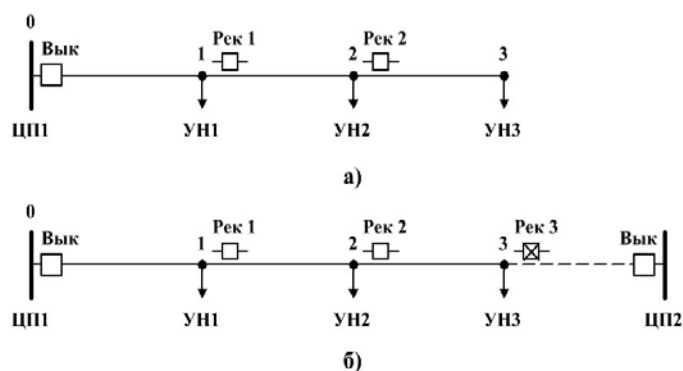 0
Вык
1
Рек 1
2
Рек 2
3
ЦП1
УН1
УН2
УН3
а)
0
Вык
1
Рек 1
2
Рек 2
3
Рек 3
Вык
ЦП1
УН1
УН2
УН3
ЦП2
б)